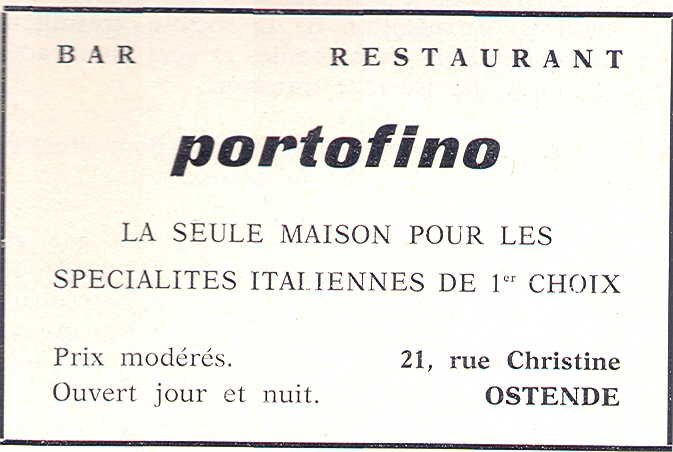 BAR RESTAURANT
portofino
LA SEULE MAISON POUR LES
SPECIALITES ITALIENNES DE 1er CHOIX
Prix modérés. 21, rue Christine
Ouvert jour et nuit. OSTENDE